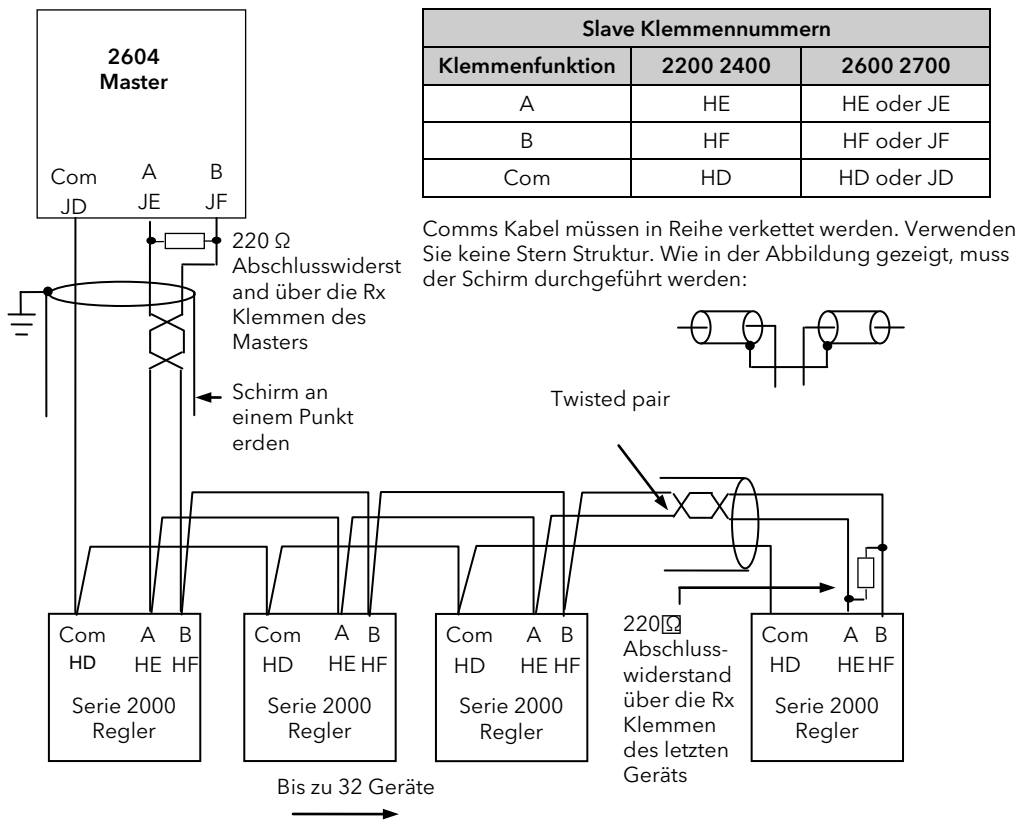 2604
Master
Com
A
B
JD
JE
JF
Slave Klemmennummern
Klemmenfunktion 2200 2400 2600 2700
A HE HE oder JE
B HF HF oder JF
Com HD HD oder JD
Comms Kabel müssen in Reihe verkettet werden. Verwenden
Sie keine Stern Struktur. Wie in der Abbildung gezeigt, muss
der Schirm durchgeführt werden:
220 Ω
Abschlusswiderst
and über die Rx
Klemmen des
Masters
Schirm an
einem Punkt
erden
Twisted pair
Com A B
HD HE HF
Serie 2000
Regler
Com A B
HD HE HF
Serie 2000
Regler
Com A B
HD HE HF
Serie 2000
Regler
220Ω
Abschluss-
widerstand
über die Rx
Klemmen
des letzten
Geräts
Com A B
HD HE HF
Serie 2000
Regler
Bis zu 32 Geräte